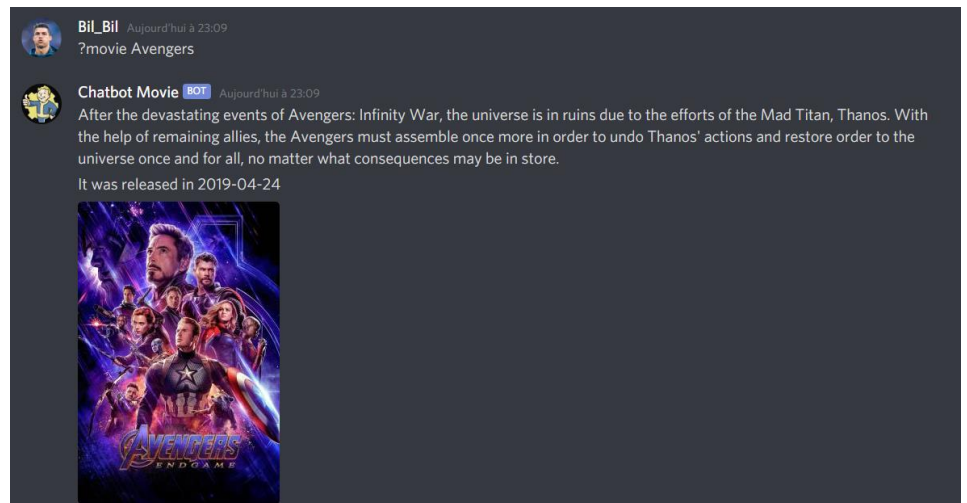 Bil_Bil Aujourd'hui à 23:09
?movie Avengers
Chatbot Movie BOT Aujourd'hui à 23:09
After the devastating events of Avengers: Infinity War, the universe is in ruins due to the efforts of the Mad Titan, Thanos. With
the help of remaining allies, the Avengers must assemble once more in order to undo Thanos' actions and restore order to the
universe once and for all, no matter what consequences may be in store.
It was released in 2019-04-24
AVENGERS
ENDGAME